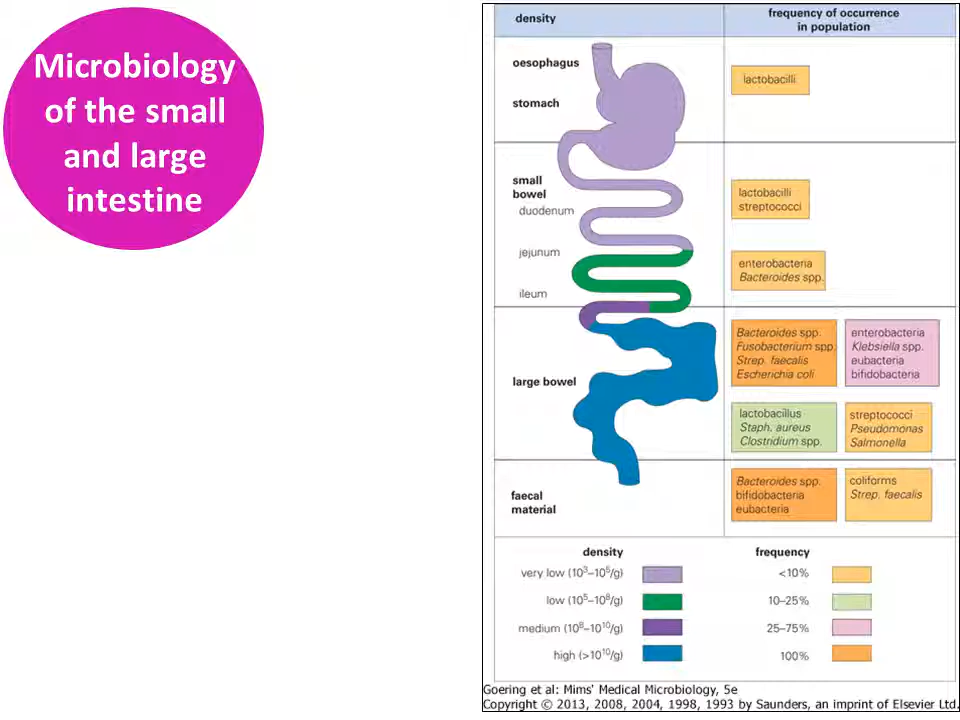 Microbiology
of the small
and large
intestine
density
frequency of occurrence
in population
oesophagus
stomach
lactobacilli
small
bowel
duodenum
jejunum
ileum
lactobacilli
streptococci
enterobacteria
Bacteroides spp.
large bowel
Bacteroides spp.
Fusobacterium spp.
Strep. faecalis
Escherichia coli
enterobacteria
Klebsiella spp.
eubacteria
bifidobacteria
lactobacillus
Staph. aureus
Clostridium spp.
streptococci
Pseudomonas
Salmonella
faecal
material
Bacteroides spp.
bifidobacteria
eubacteria
coliforms
Strep. faecalis
density
frequency
very low (10³–10⁵/g)
<10%
low (10⁵–10⁸/g)
10–25%
medium (10⁸–10¹⁰/g)
25–75%
high (>10¹⁰/g)
100%
Goering et al: Mims' Medical Microbiology, 5e
Copyright © 2013, 2008, 2004, 1998, 1993 by Saunders, an imprint of Elsevier Ltd.